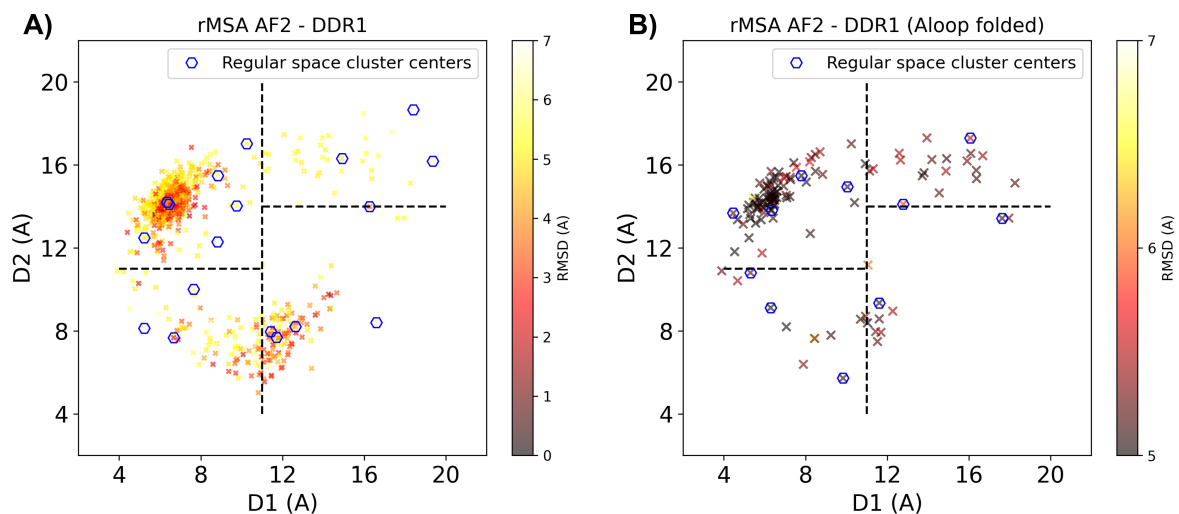 A)
rMSA AF2 - DDR1
Regular space cluster centers
20
16
12
8
4
D2 (A)
4 8 12 16 20
D1 (A)
7
6
5
4
3
2
1
0
RMSD (A)
B)
rMSA AF2 - DDR1 (Aloop folded)
Regular space cluster centers
20
16
12
8
4
D2 (A)
4 8 12 16 20
D1 (A)
7
6
5
RMSD (A)